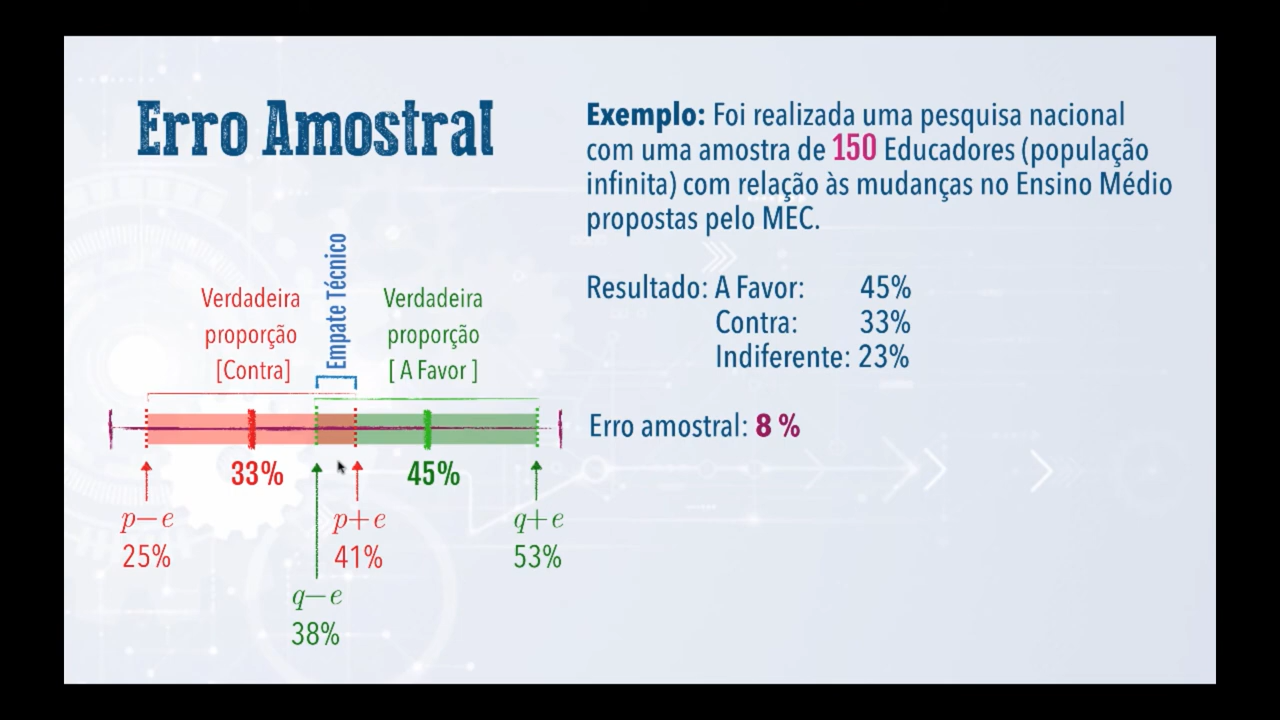 Erro Amostral
Exemplo: Foi realizada uma pesquisa nacional
com uma amostra de 150 Educadores (população
infinita) com relação às mudanças no Ensino Médio
propostas pelo MEC.
Resultado: A Favor: 45%
Contra: 33%
Indiferente: 23%
Erro amostral: 8 %
Verdadeira
proporção
[Contra]
Empate Técnico
Verdadeira
proporção
[ A Favor ]
33%
45%
p−e
25%
p+e
41%
q+e
53%
q−e
38%